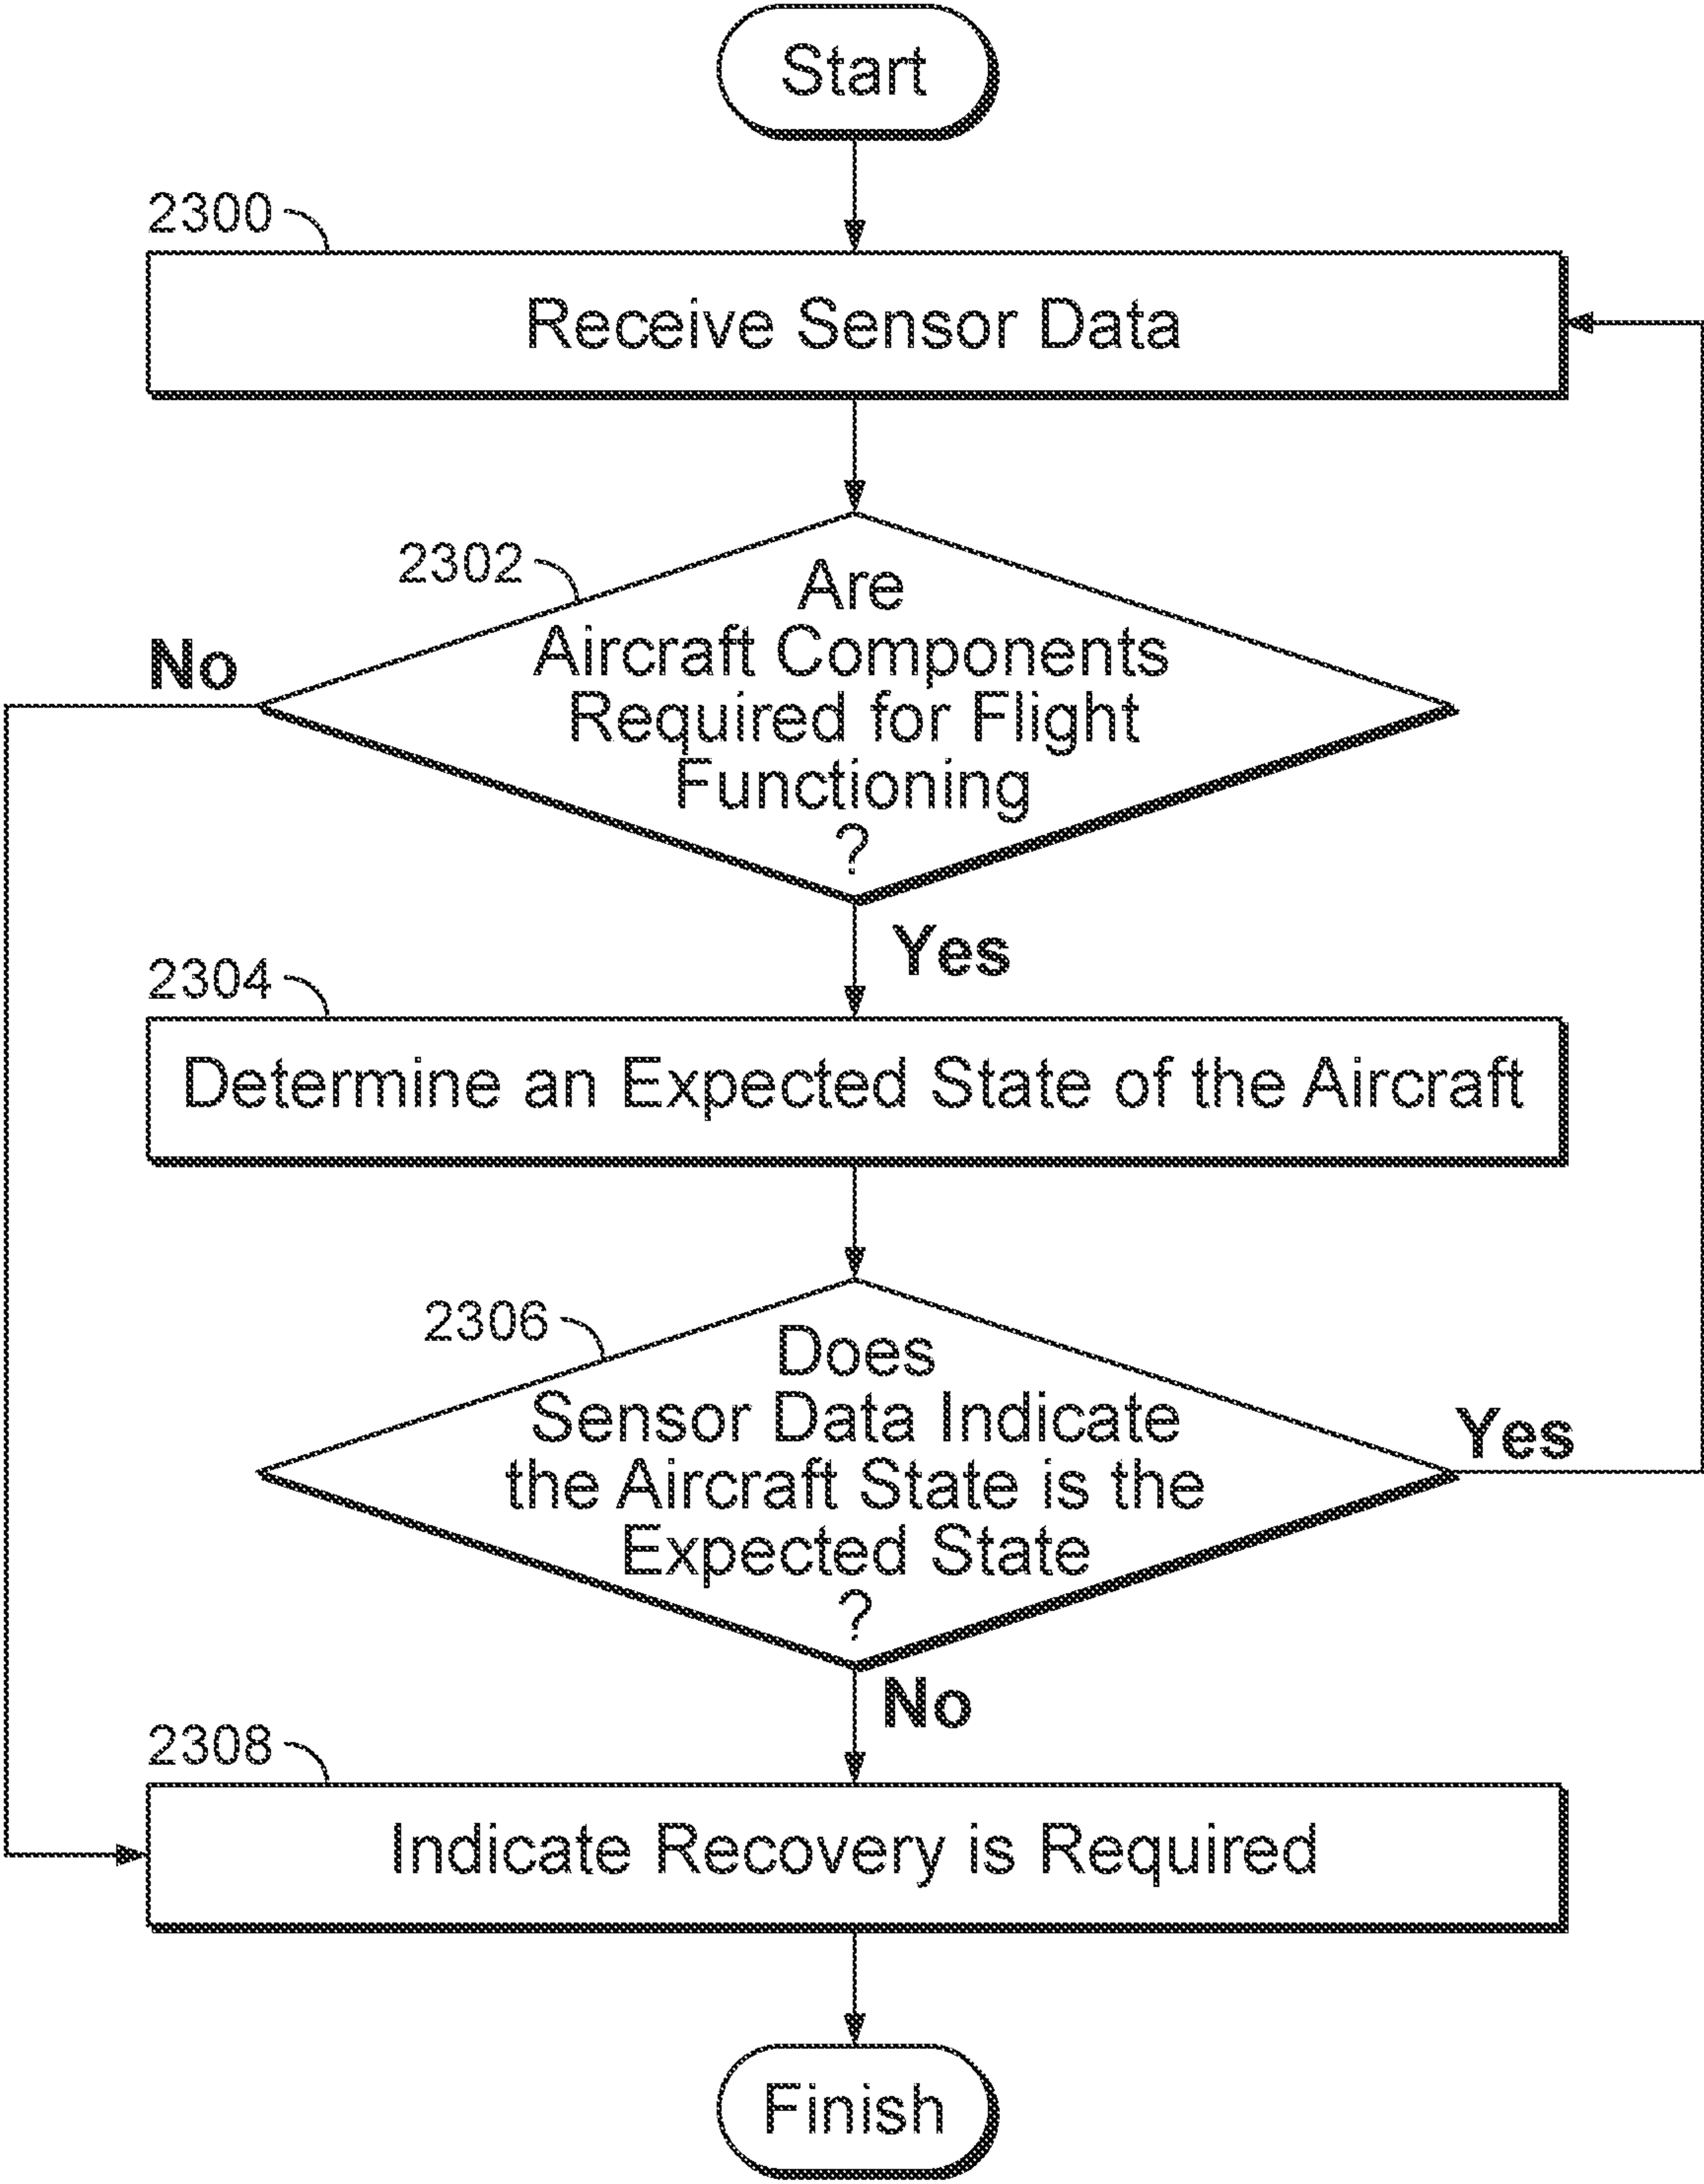 Start
2300
Receive Sensor Data
2302
Are
Aircraft Components
Required for Flight
Functioning
?
No
Yes
2304
Determine an Expected State of the Aircraft
2306
Does
Sensor Data Indicate
the Aircraft State is the
Expected State
?
Yes
No
2308
Indicate Recovery is Required
Finish